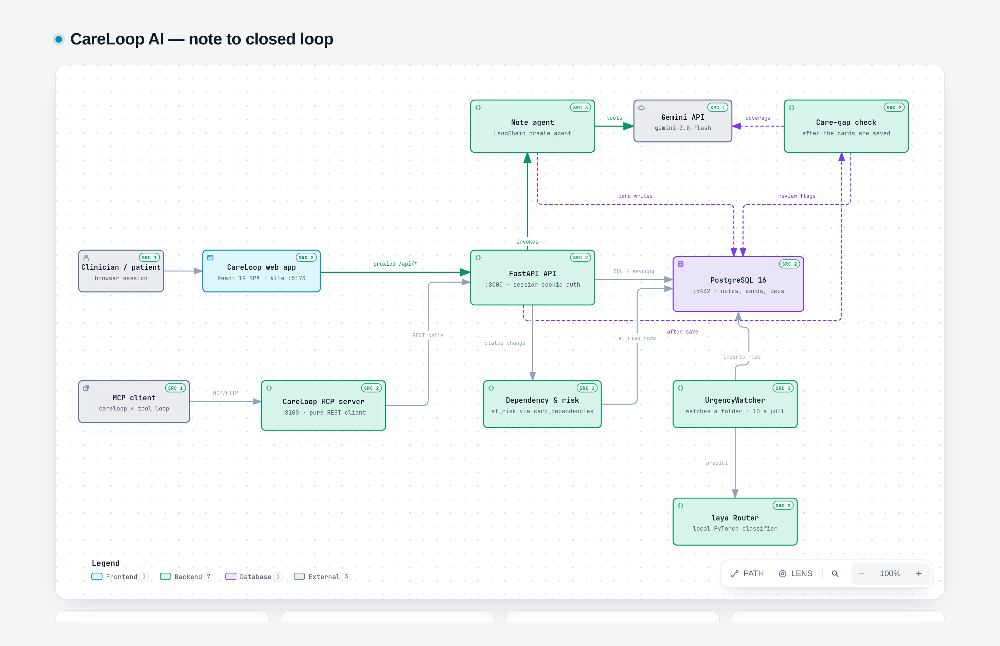 CareLoop AI — note to closed loop
SRC 3
Note agent
LangChain create_agent
tools
SRC 1
Gemini API
gemini-3.8-flash
coverage
SRC 2
Care-gap check
after the cards are saved
card writes
review flags
invokes
SRC 1
Clinician / patient
browser session
SRC 2
CareLoop web app
React 19 SPA · Vite :5173
proxied /api/*
SRC 2
FastAPI API
:8000 · session-cookie auth
SQL / asyncpg
SRC 2
PostgreSQL 16
:5432 · notes, cards, deps
REST calls
status change
at_risk rows
after save
inserts rows
SRC 1
MCP client
careloop_* tool loop
MCP/HTTP
SRC 2
CareLoop MCP server
:8100 · pure REST client
SRC 1
Dependency & risk
at_risk via card_dependencies
SRC 1
UrgencyWatcher
watches a folder · 10 s poll
predict
SRC 2
laya Router
local PyTorch classifier
Legend
Frontend 1
Backend 7
Database 1
External 3
PATH
LENS
− 100% +